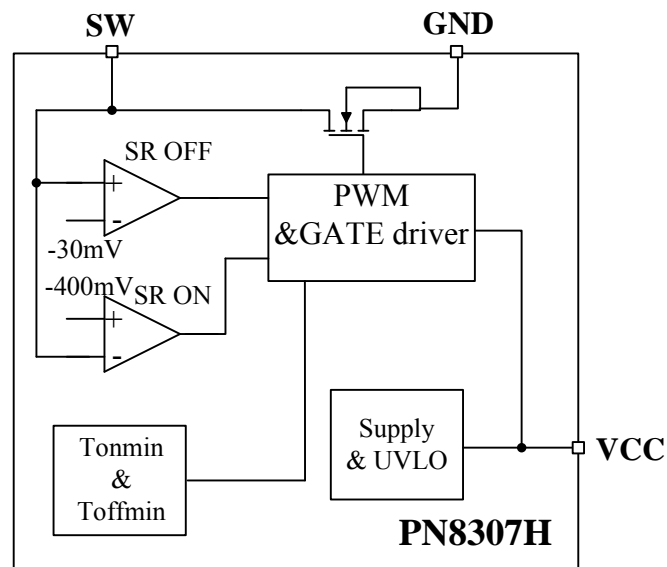 SW
GND
SR OFF
+
-
-30mV
PWM
&GATE driver
-400mV
SR ON
+
-
Tonmin
&
Toffmin
Supply
& UVLO
VCC
PN8307H